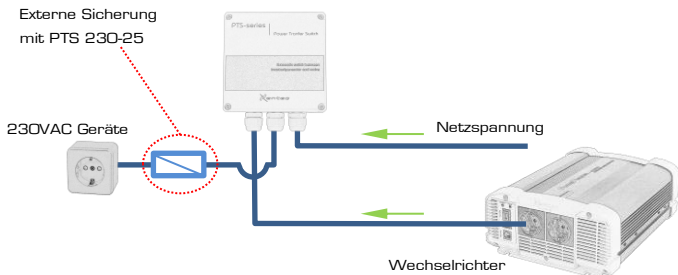 Externe Sicherung
mit PTS 230-25
PTS-series
Power Transfer Switch
230VAC Geräte
Netzspannung
Wechselrichter